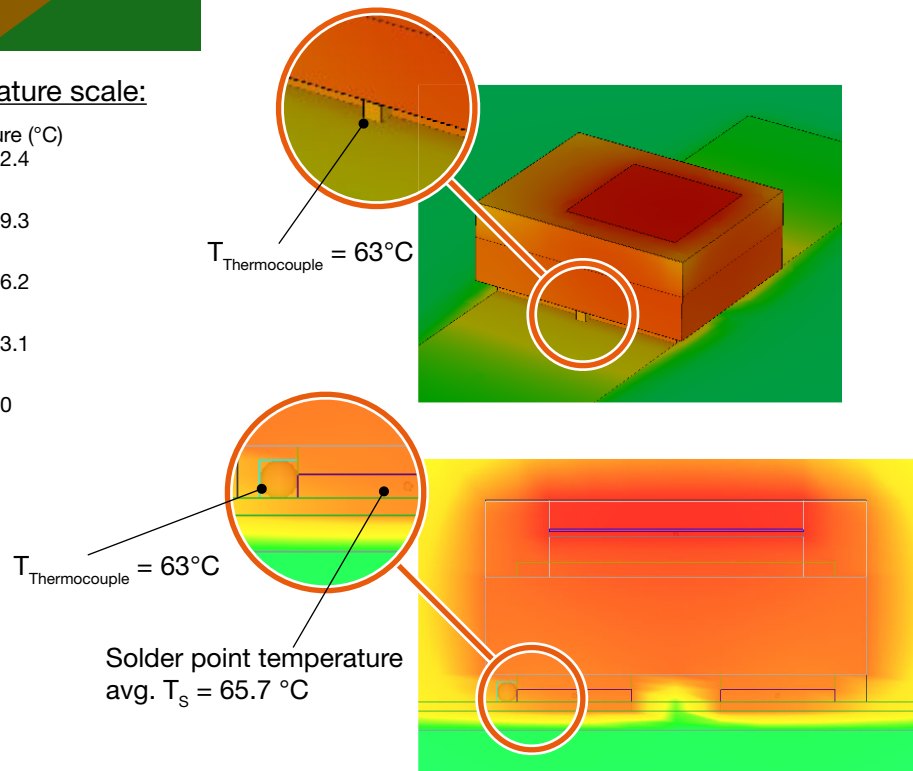 ature scale:
ure (°C)
2.4
9.3
6.2
3.1
0
T_Thermocouple = 63°C
T_Thermocouple = 63°C
Solder point temperature
avg. T_S = 65.7 °C